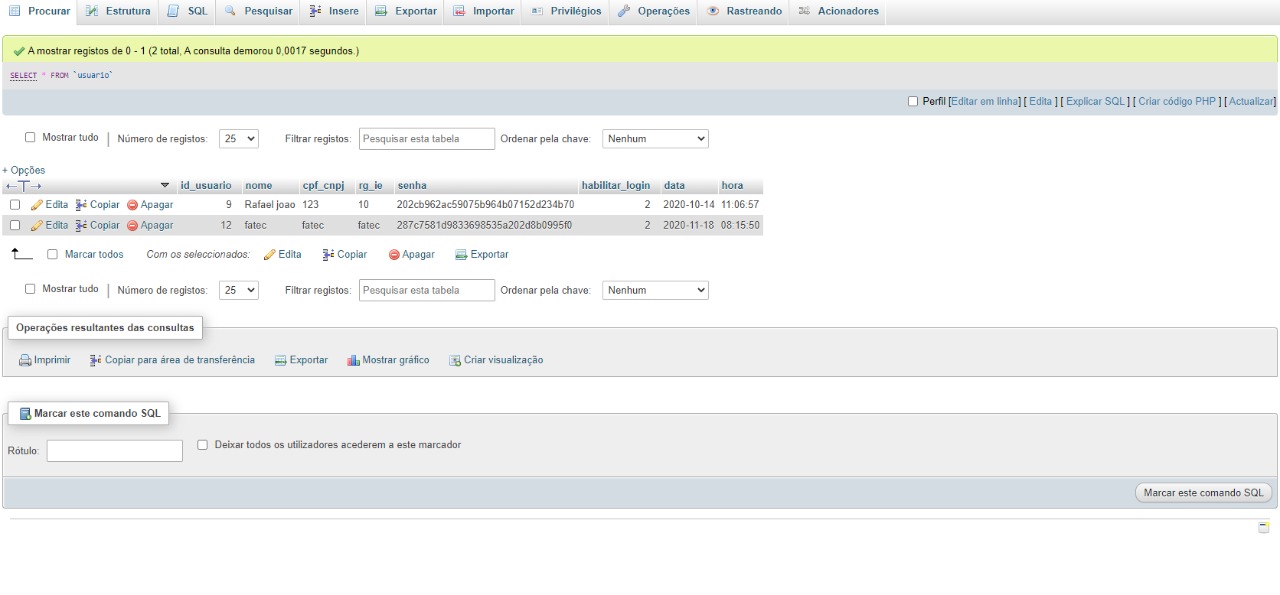 Procurar Estrutura SQL Pesquisar Insere Exportar Importar Privilégios Operações Rastreando Acionadores
A mostrar registos de 0 - 1 (2 total, A consulta demorou 0,0017 segundos.)
SELECT * FROM `usuario`
Perfil [Editar em linha] [ Edita ] [ Explicar SQL ] [ Criar código PHP ] [ Actualizar]
Mostrar tudo | Número de registos: 25 Filtrar registos: Pesquisar esta tabela Ordenar pela chave: Nenhum
+ Opções
←T→ id_usuario nome cpf_cnpj rg_ie senha habilitar_login data hora
Edita Copiar Apagar 9 Rafael joao 123 10 202cb962ac59075b964b07152d234b70 2 2020-10-14 11:06:57
Edita Copiar Apagar 12 fatec fatec fatec 287c7581d9833698535a202d8b0995f0 2 2020-11-18 08:15:50
Marcar todos Com os seleccionados: Edita Copiar Apagar Exportar
Mostrar tudo | Número de registos: 25 Filtrar registos: Pesquisar esta tabela Ordenar pela chave: Nenhum
Operações resultantes das consultas
Imprimir Copiar para área de transferência Exportar Mostrar gráfico Criar visualização
Marcar este comando SQL
Rótulo: Deixar todos os utilizadores acederem a este marcador
Marcar este comando SQL